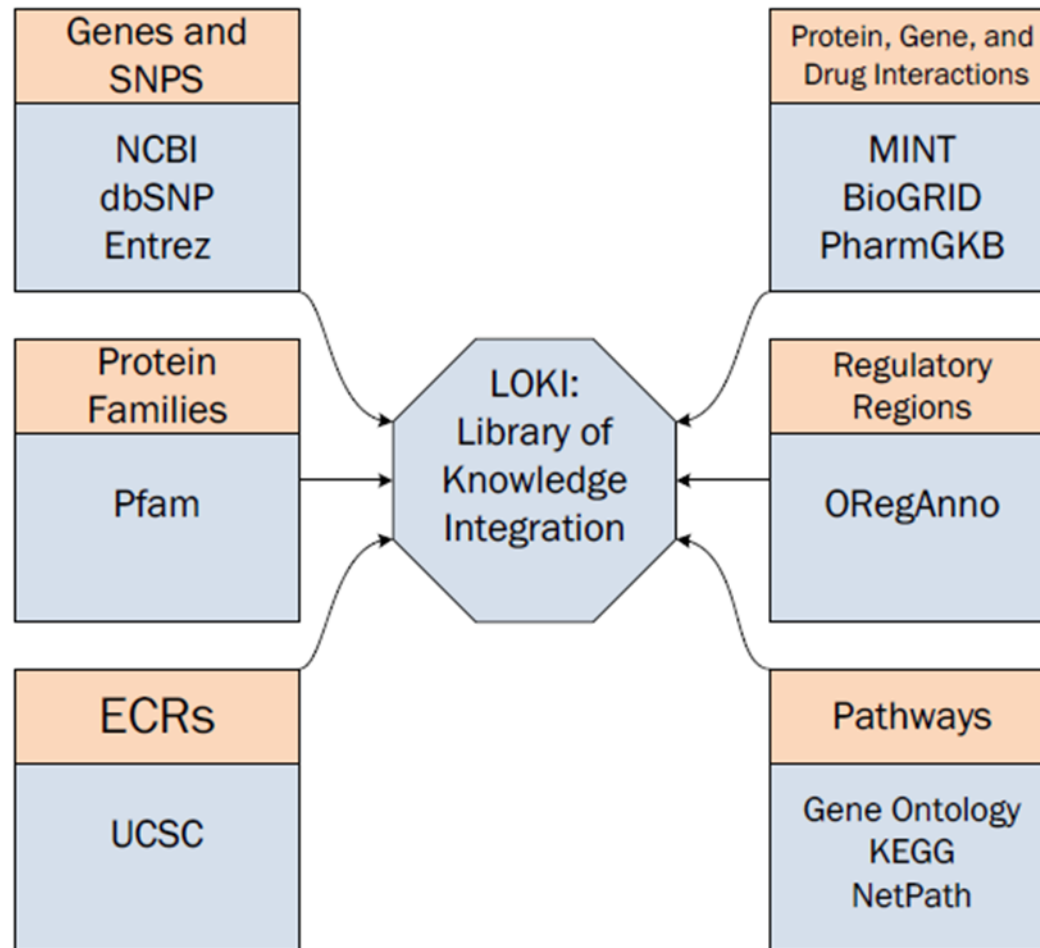 Genes and
SNPS
NCBI
dbSNP
Entrez
Protein, Gene, and
Drug Interactions
MINT
BioGRID
PharmGKB
Protein
Families
Pfam
LOKI:
Library of
Knowledge
Integration
Regulatory
Regions
ORegAnno
ECRs
UCSC
Pathways
Gene Ontology
KEGG
NetPath